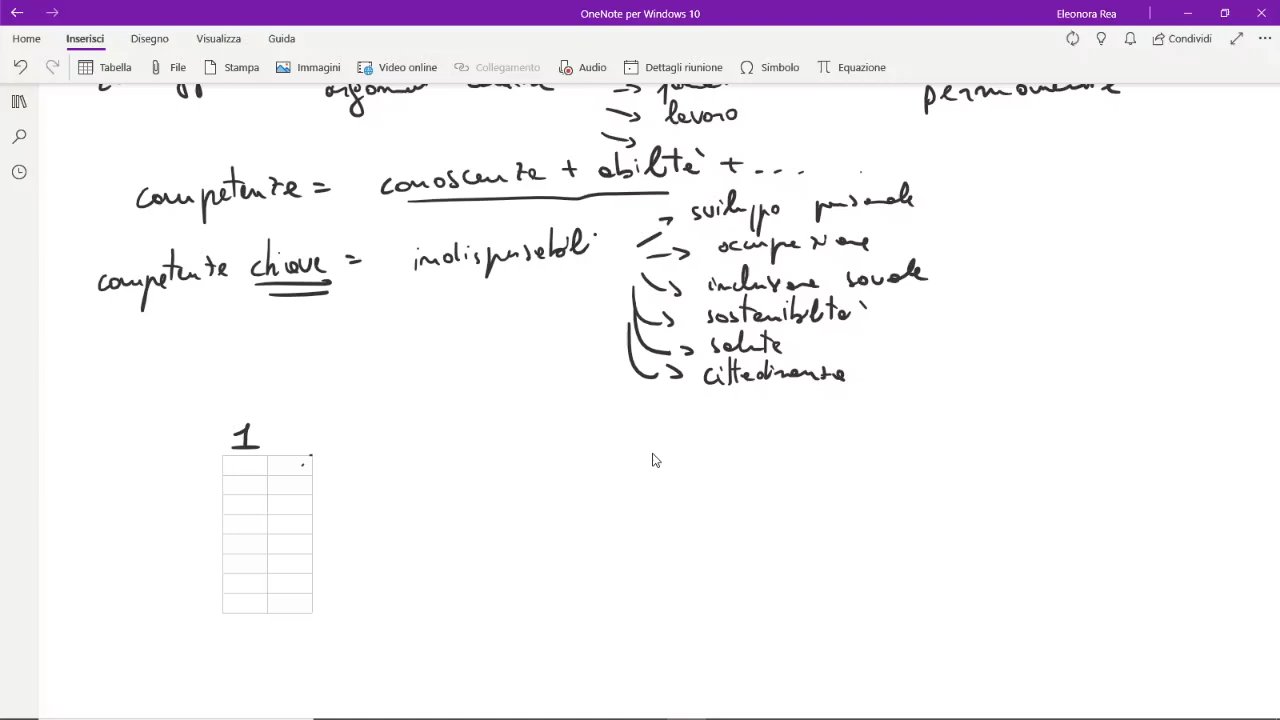 OneNote per Windows 10
Eleonora Rea
Home Inserisci Disegno Visualizza Guida
Condividi
Tabella File Stampa Immagini Video online Collegamento Audio Dettagli riunione Simbolo Equazione
lavoro
permanente
competenze = conoscenze + abilità + ...
competenze chiave = indispensabili
→ sviluppo personale
→ occupazione
→ inclusione sociale
→ sostenibilità
→ salute
→ cittadinanza
1